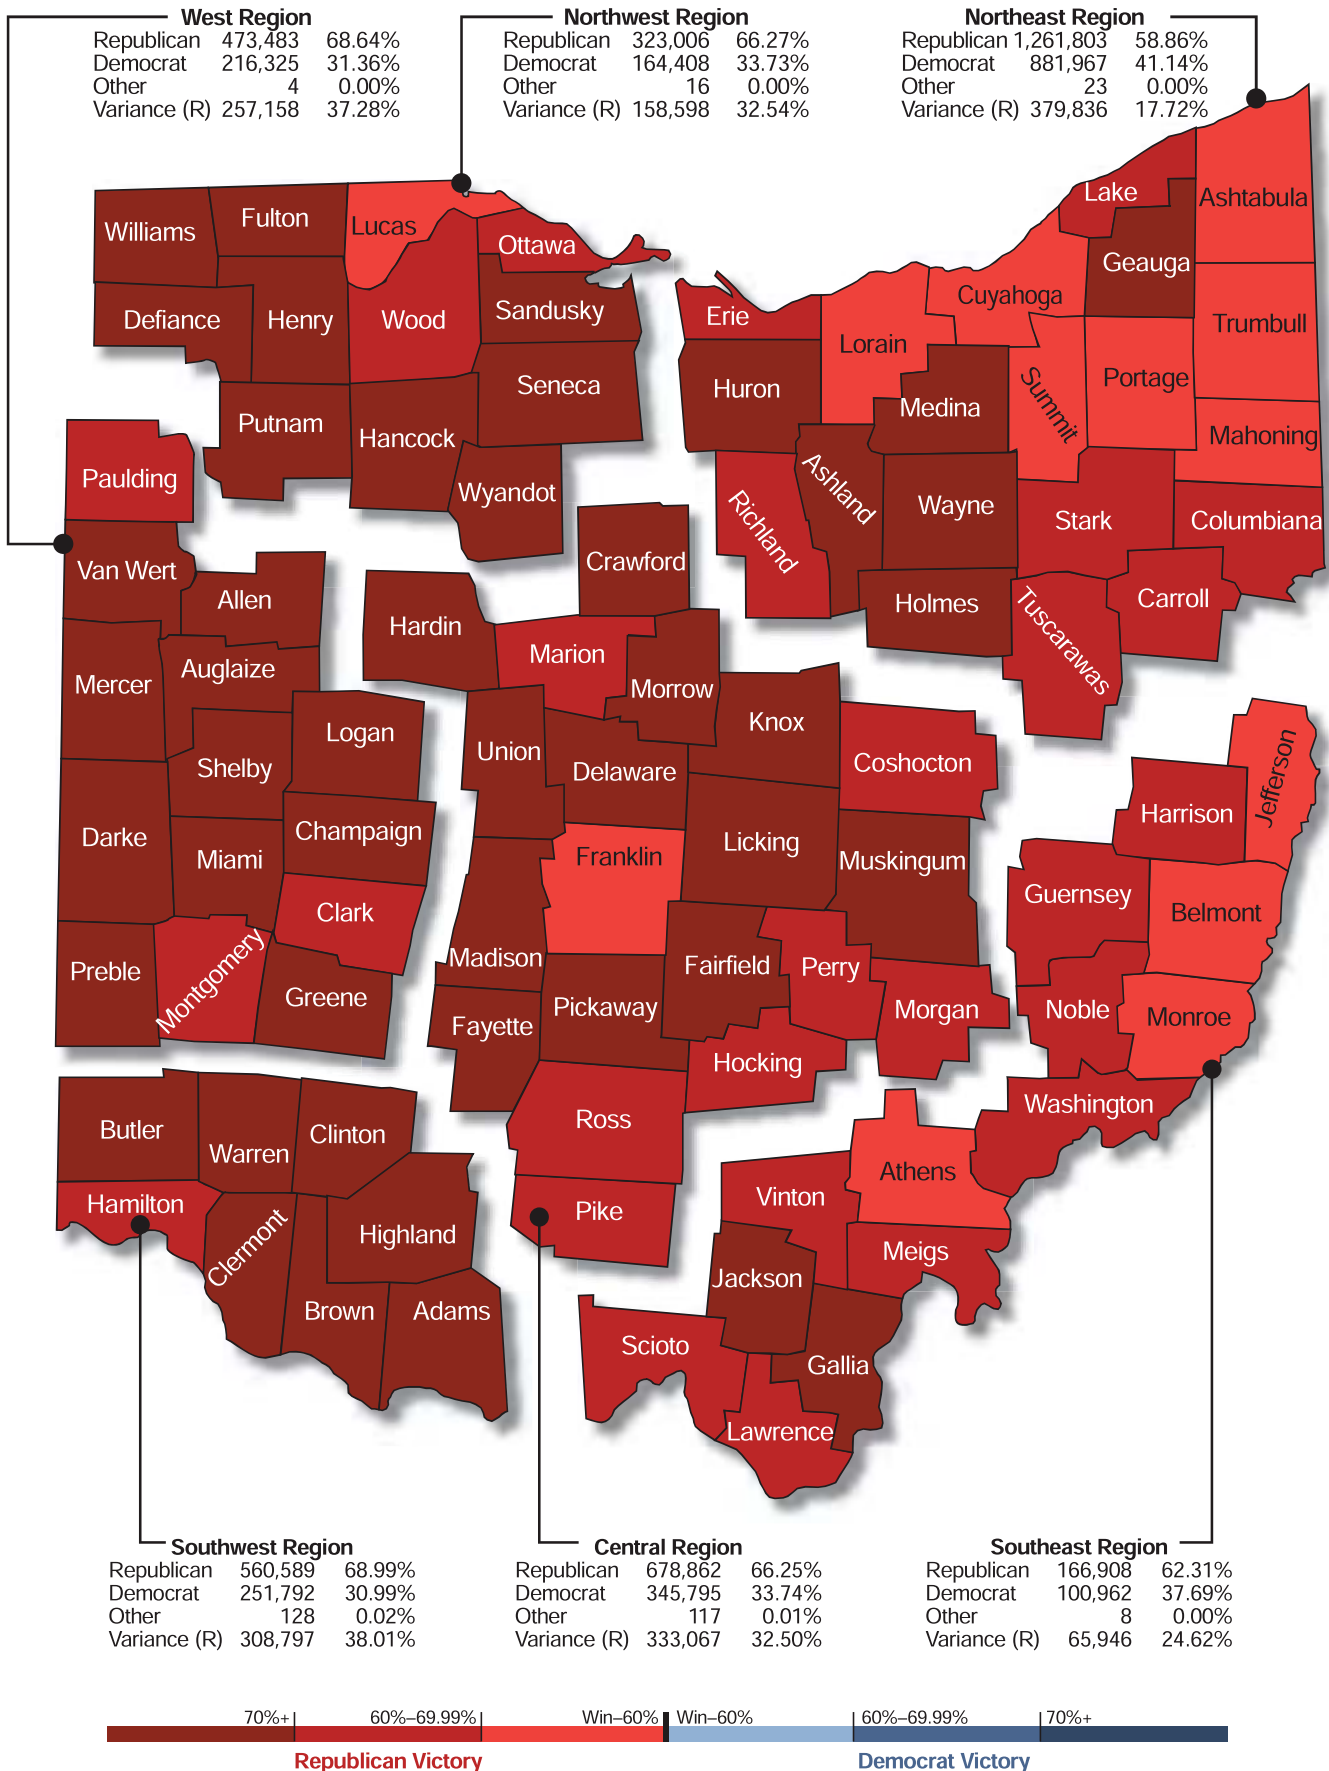 West Region
Republican 473,483 68.64%
Democrat 216,325 31.36%
Other 4 0.00%
Variance (R) 257,158 37.28%
Northwest Region
Republican 323,006 66.27%
Democrat 164,408 33.73%
Other 16 0.00%
Variance (R) 158,598 32.54%
Northeast Region
Republican 1,261,803 58.86%
Democrat 881,967 41.14%
Other 23 0.00%
Variance (R) 379,836 17.72%
Williams
Fulton
Lucas
Ottawa
Defiance
Henry
Wood
Sandusky
Seneca
Putnam
Hancock
Wyandot
Lake
Ashtabula
Geauga
Cuyahoga
Erie
Lorain
Trumbull
Huron
Medina
Summit
Portage
Mahoning
Richland
Ashland
Wayne
Stark
Columbiana
Holmes
Tuscarawas
Carroll
Paulding
Van Wert
Allen
Mercer
Auglaize
Logan
Shelby
Darke
Miami
Champaign
Clark
Preble
Montgomery
Greene
Crawford
Hardin
Marion
Morrow
Knox
Union
Delaware
Coshocton
Licking
Franklin
Muskingum
Madison
Fairfield
Perry
Pickaway
Fayette
Morgan
Hocking
Ross
Pike
Jefferson
Harrison
Guernsey
Belmont
Noble
Monroe
Washington
Athens
Vinton
Meigs
Jackson
Gallia
Scioto
Lawrence
Butler
Warren
Clinton
Hamilton
Clermont
Highland
Brown
Adams
Southwest Region
Republican 560,589 68.99%
Democrat 251,792 30.99%
Other 128 0.02%
Variance (R) 308,797 38.01%
Central Region
Republican 678,862 66.25%
Democrat 345,795 33.74%
Other 117 0.01%
Variance (R) 333,067 32.50%
Southeast Region
Republican 166,908 62.31%
Democrat 100,962 37.69%
Other 8 0.00%
Variance (R) 65,946 24.62%
70%+ 60%–69.99% Win–60% Win–60% 60%–69.99% 70%+
Republican Victory Democrat Victory